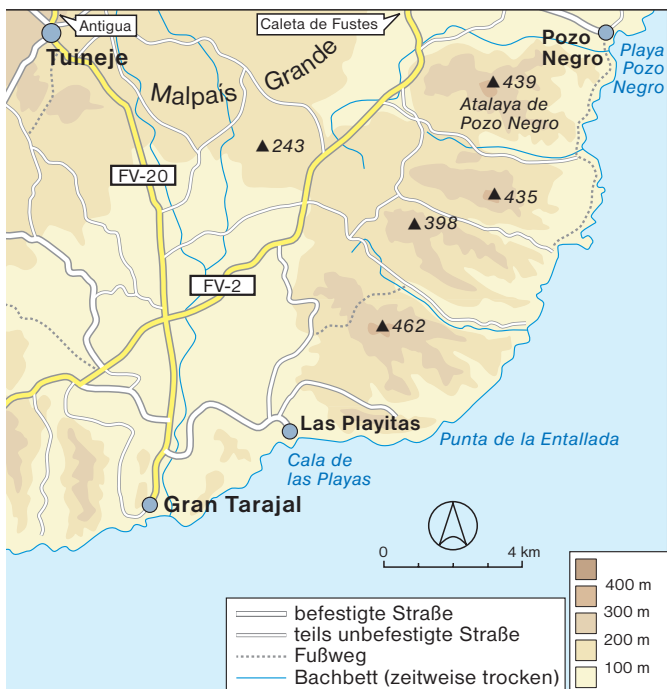 Antigua
Caleta de Fustes
Tuineje
Pozo
Negro
Playa
Pozo
Negro
Malpaís
Grande
439
Atalaya de
Pozo Negro
243
FV-20
435
398
FV-2
462
Las Playitas
Punta de la Entallada
Cala de
las Playas
Gran Tarajal
0 4 km
befestigte Straße
teils unbefestigte Straße
Fußweg
Bachbett (zeitweise trocken)
400 m
300 m
200 m
100 m